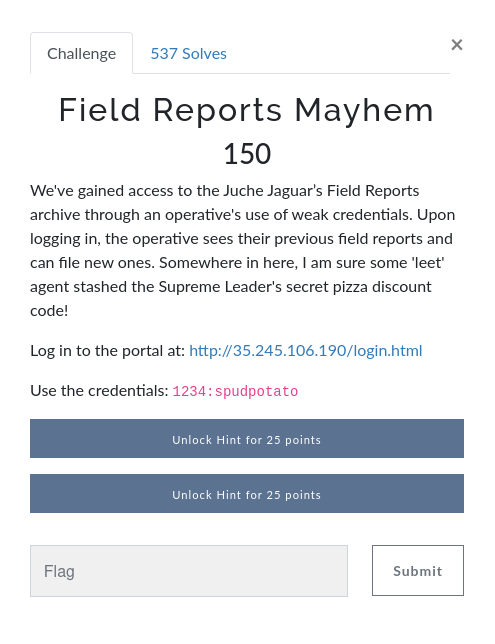 Challenge
537 Solves
×
Field Reports Mayhem
150
We've gained access to the Juche Jaguar's Field Reports
archive through an operative's use of weak credentials. Upon
logging in, the operative sees their previous field reports and
can file new ones. Somewhere in here, I am sure some 'leet'
agent stashed the Supreme Leader's secret pizza discount
code!
Log in to the portal at: http://35.245.106.190/login.html
Use the credentials: 1234:spudpotato
Unlock Hint for 25 points
Unlock Hint for 25 points
Flag
Submit